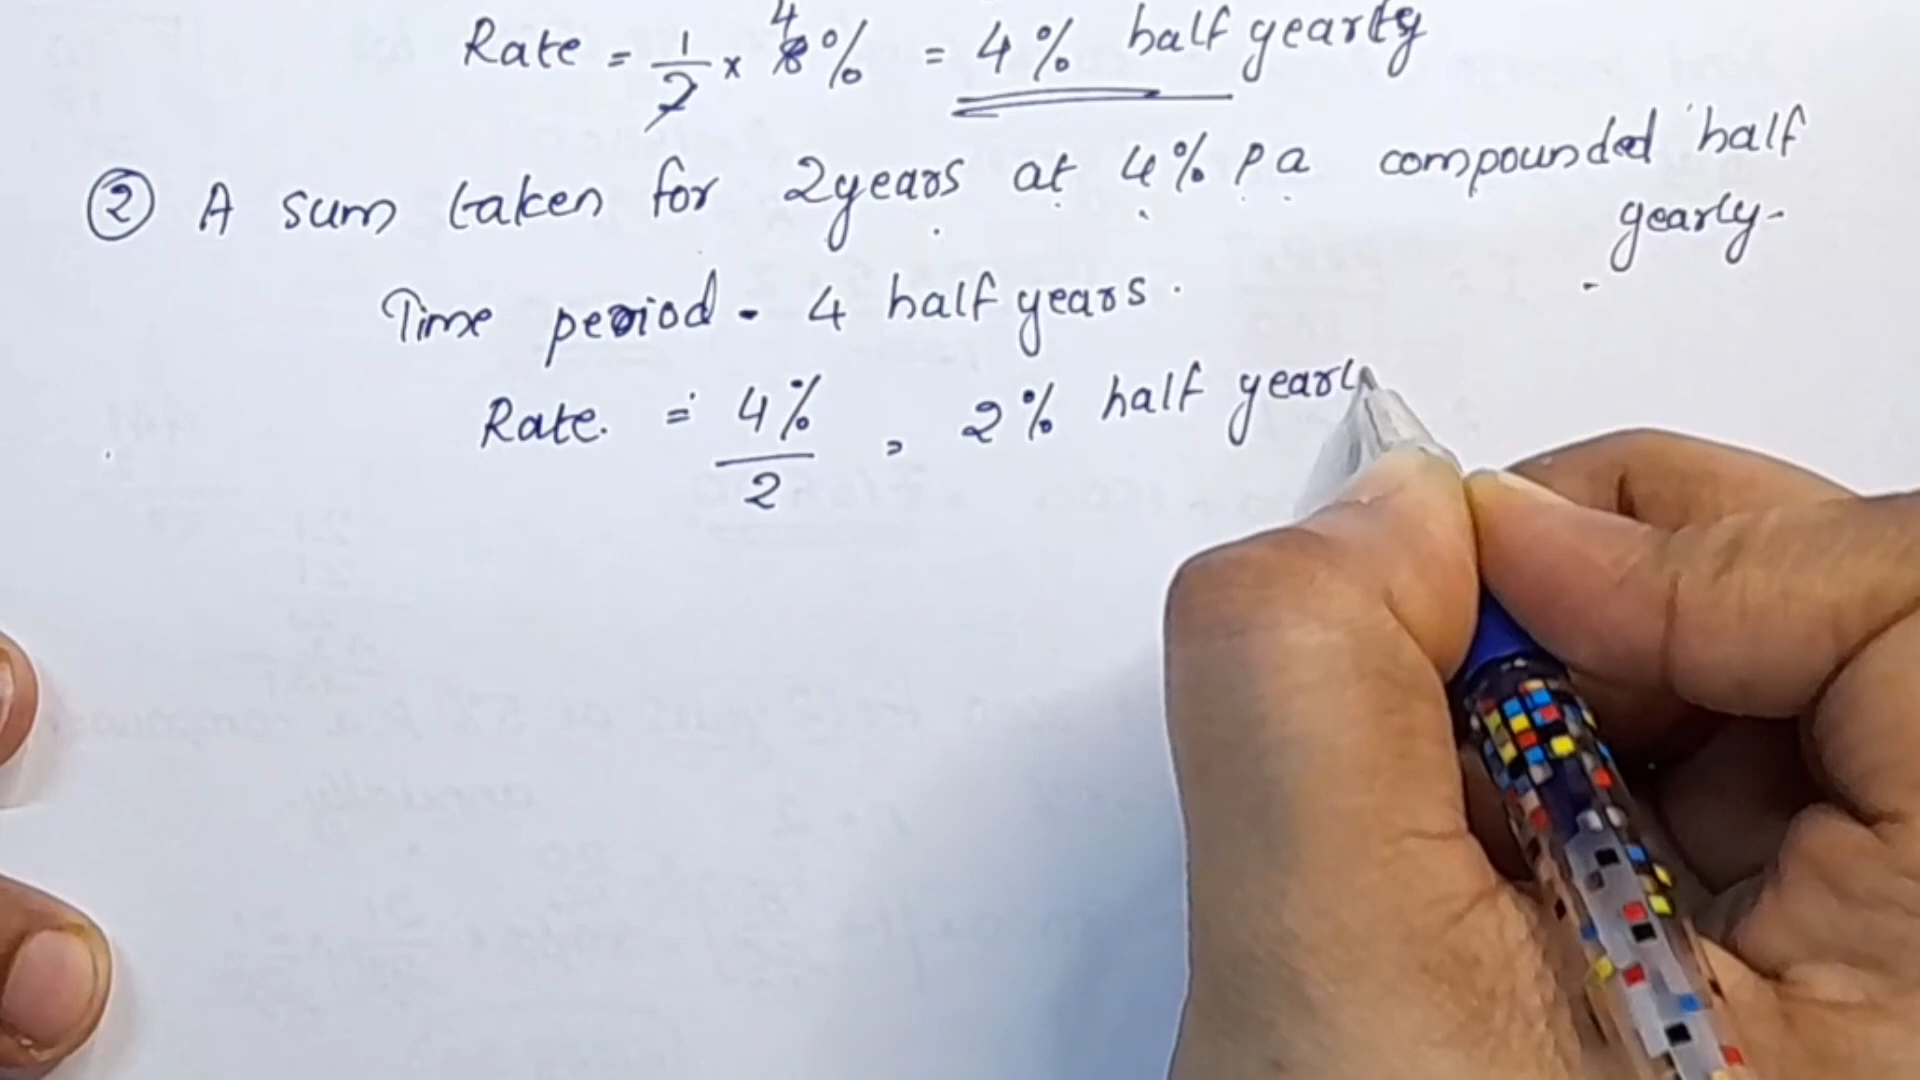 Rate = 1/2 × 8% 4 = 4% half yearly
② A sum taken for 2years at 4% p a compounded half
yearly-
Time period - 4 half years.
Rate. = 4%/2 = 2% half yearl